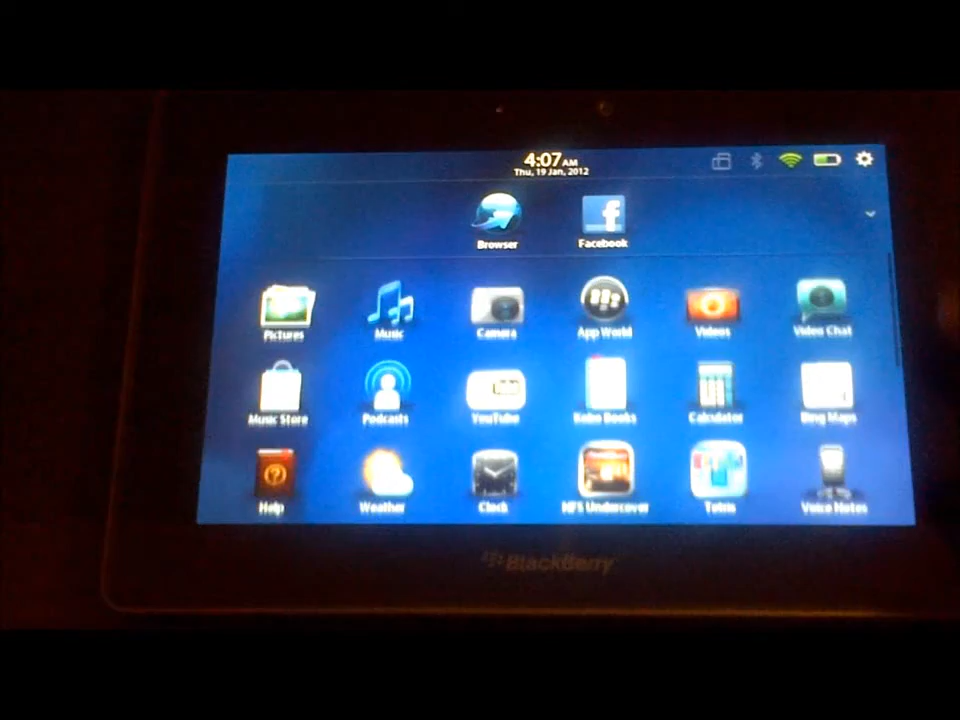 4:07 AM
Thu, 19 Jan, 2012
Browser Facebook
Pictures Music Camera App World Videos Video Chat
Music Store Podcasts YouTube Kobo Books Calculator Bing Maps
Help Weather Clock NFS Undercover Tetris Voice Notes
BlackBerry